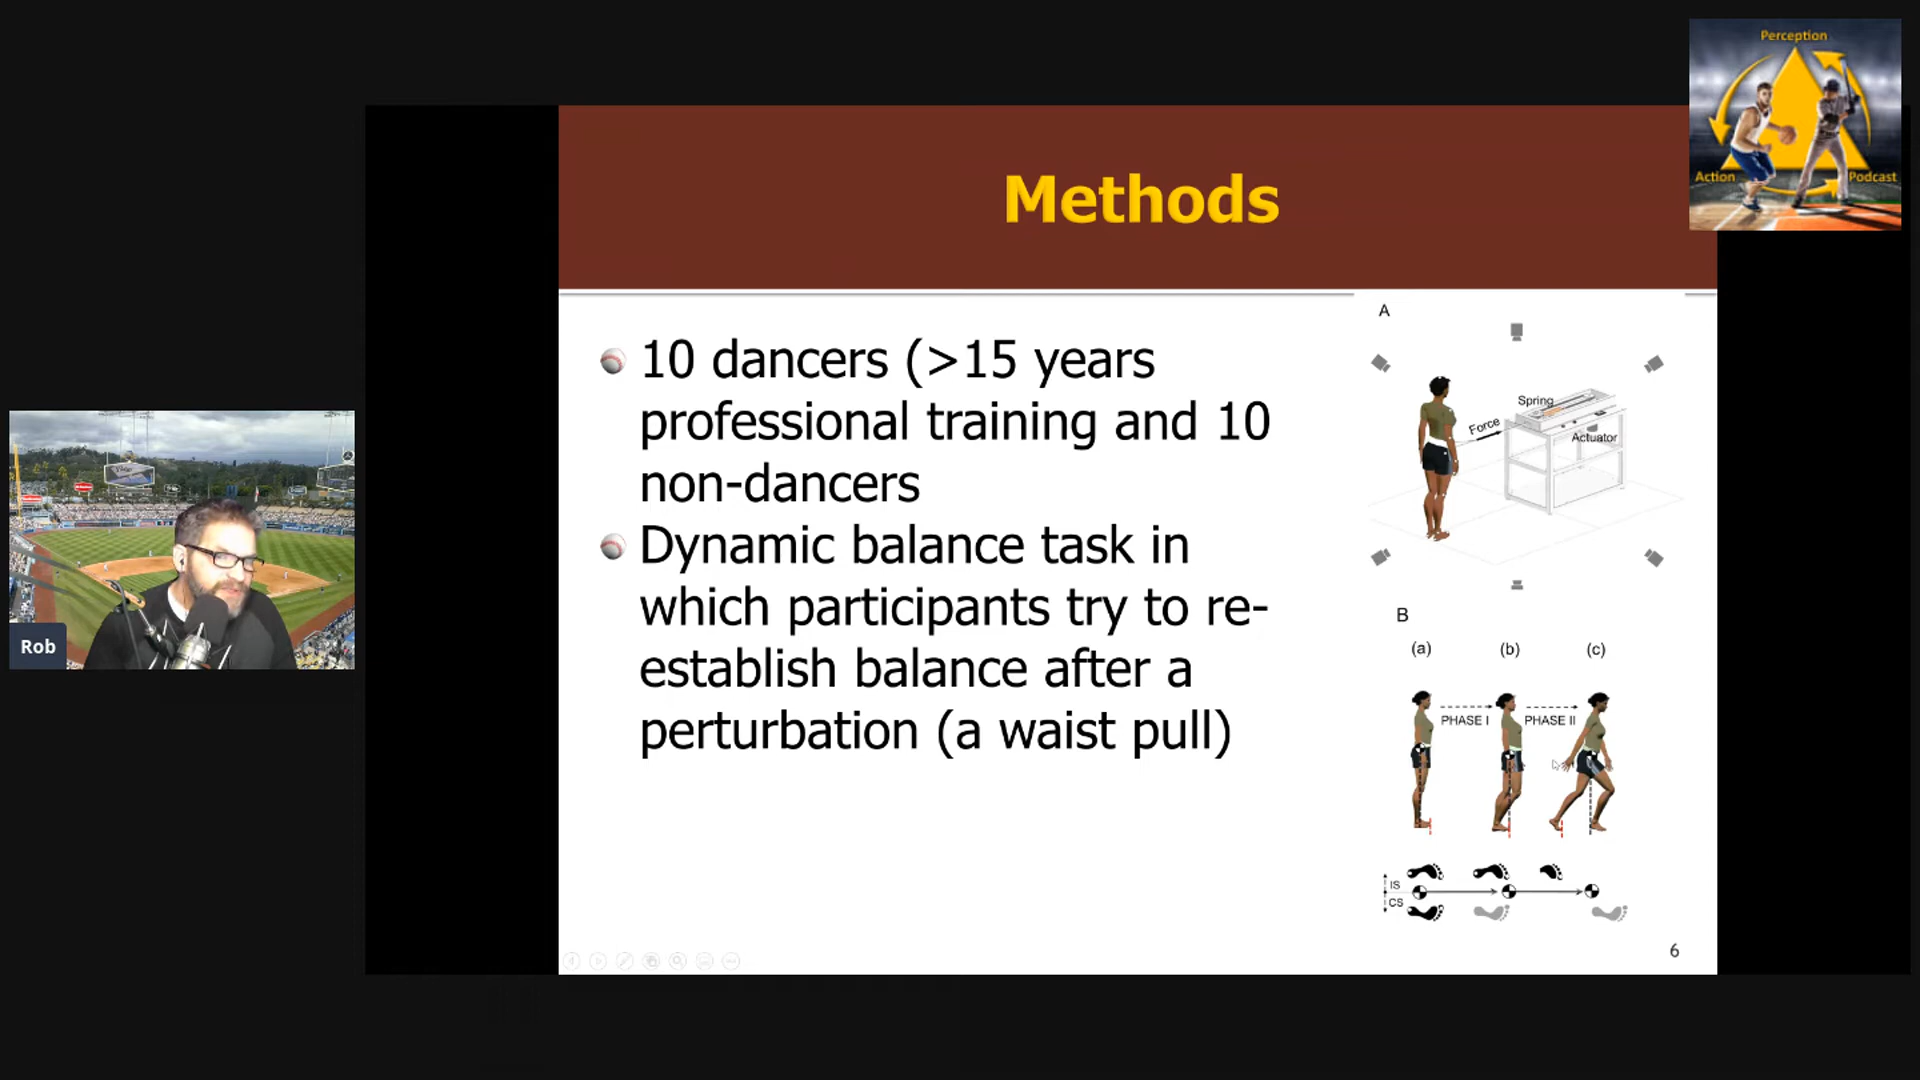 Perception
Action
Podcast
Methods
10 dancers (>15 years
professional training and 10
non-dancers
Dynamic balance task in
which participants try to re-
establish balance after a
perturbation (a waist pull)
A
Spring
Force
Actuator
B
(a) (b) (c)
PHASE I PHASE II
IS
CS
6
Rob